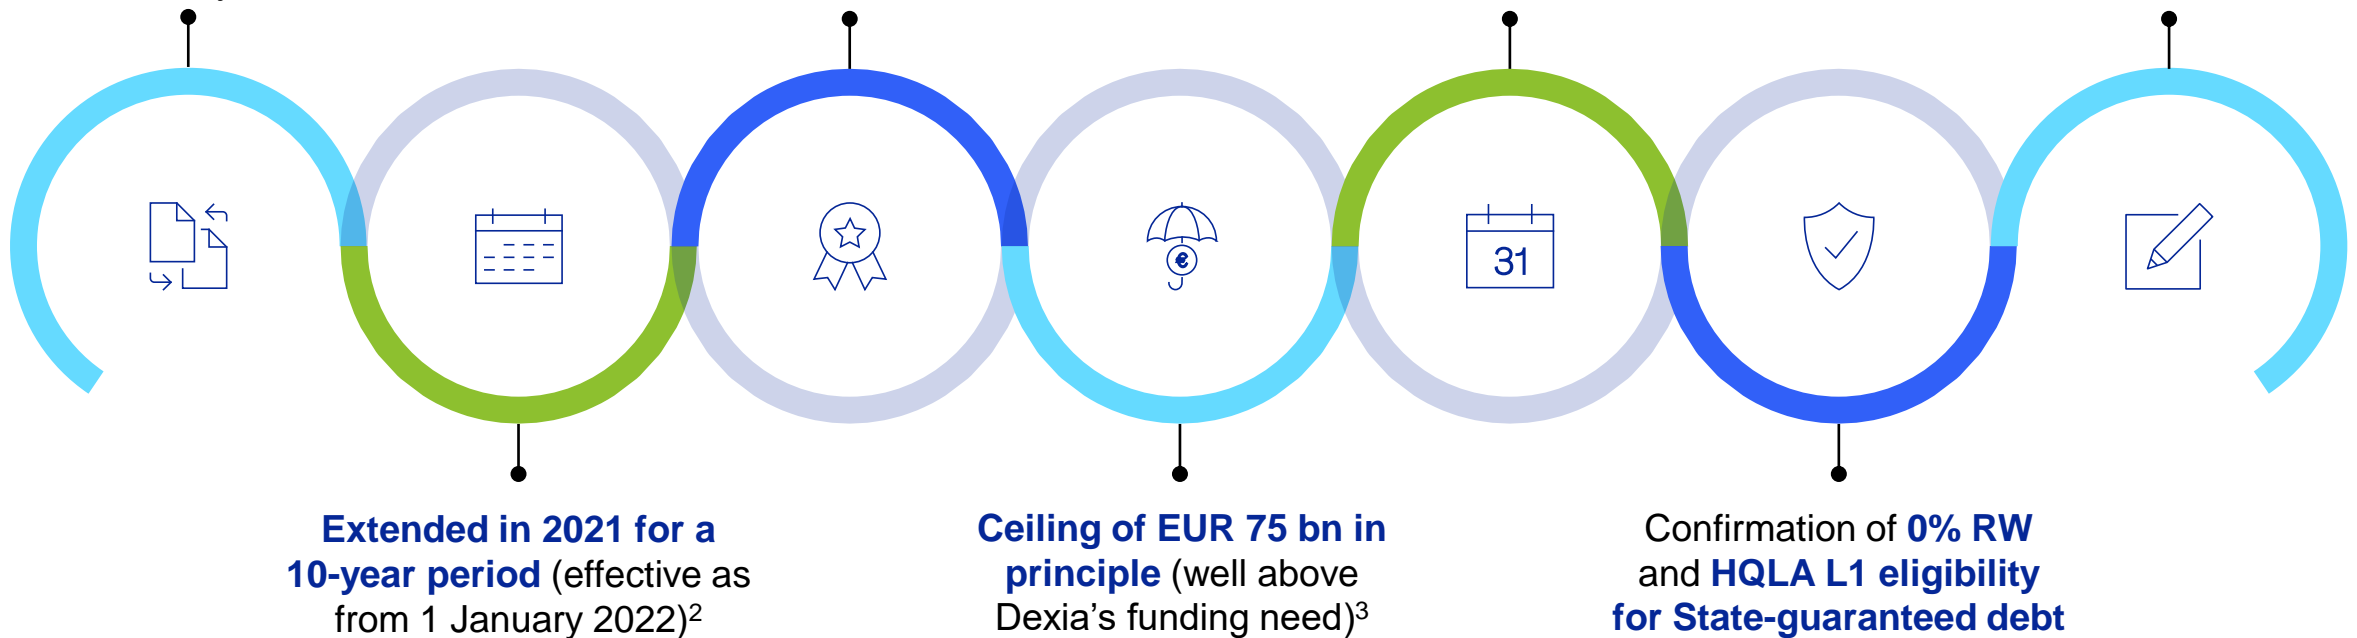 31
€
Extended in 2021 for a
10-year period (effective as
from 1 January 2022)²
Ceiling of EUR 75 bn in
principle (well above
Dexia's funding need)³
Confirmation of 0% RW
and HQLA L1 eligibility
for State-guaranteed debt